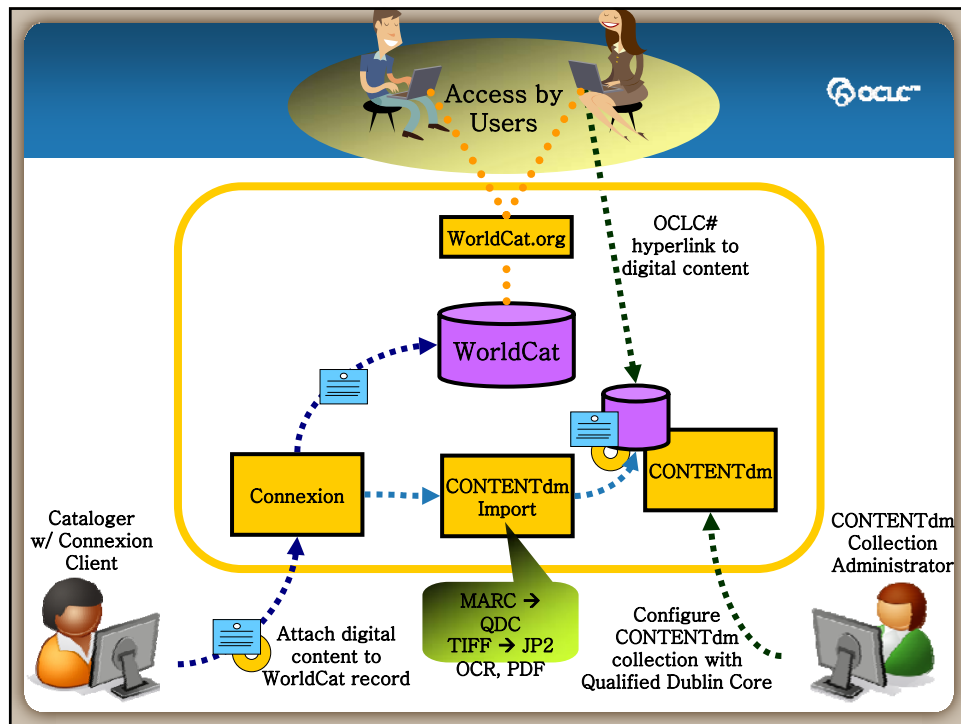 Access by
Users
OCLC™
WorldCat.org
OCLC#
hyperlink to
digital content
WorldCat
Connexion
CONTENTdm
Import
CONTENTdm
Cataloger
w/ Connexion
Client
CONTENTdm
Collection
Administrator
MARC →
QDC
TIFF → JP2
OCR, PDF
Attach digital
content to
WorldCat record
Configure
CONTENTdm
collection with
Qualified Dublin Core